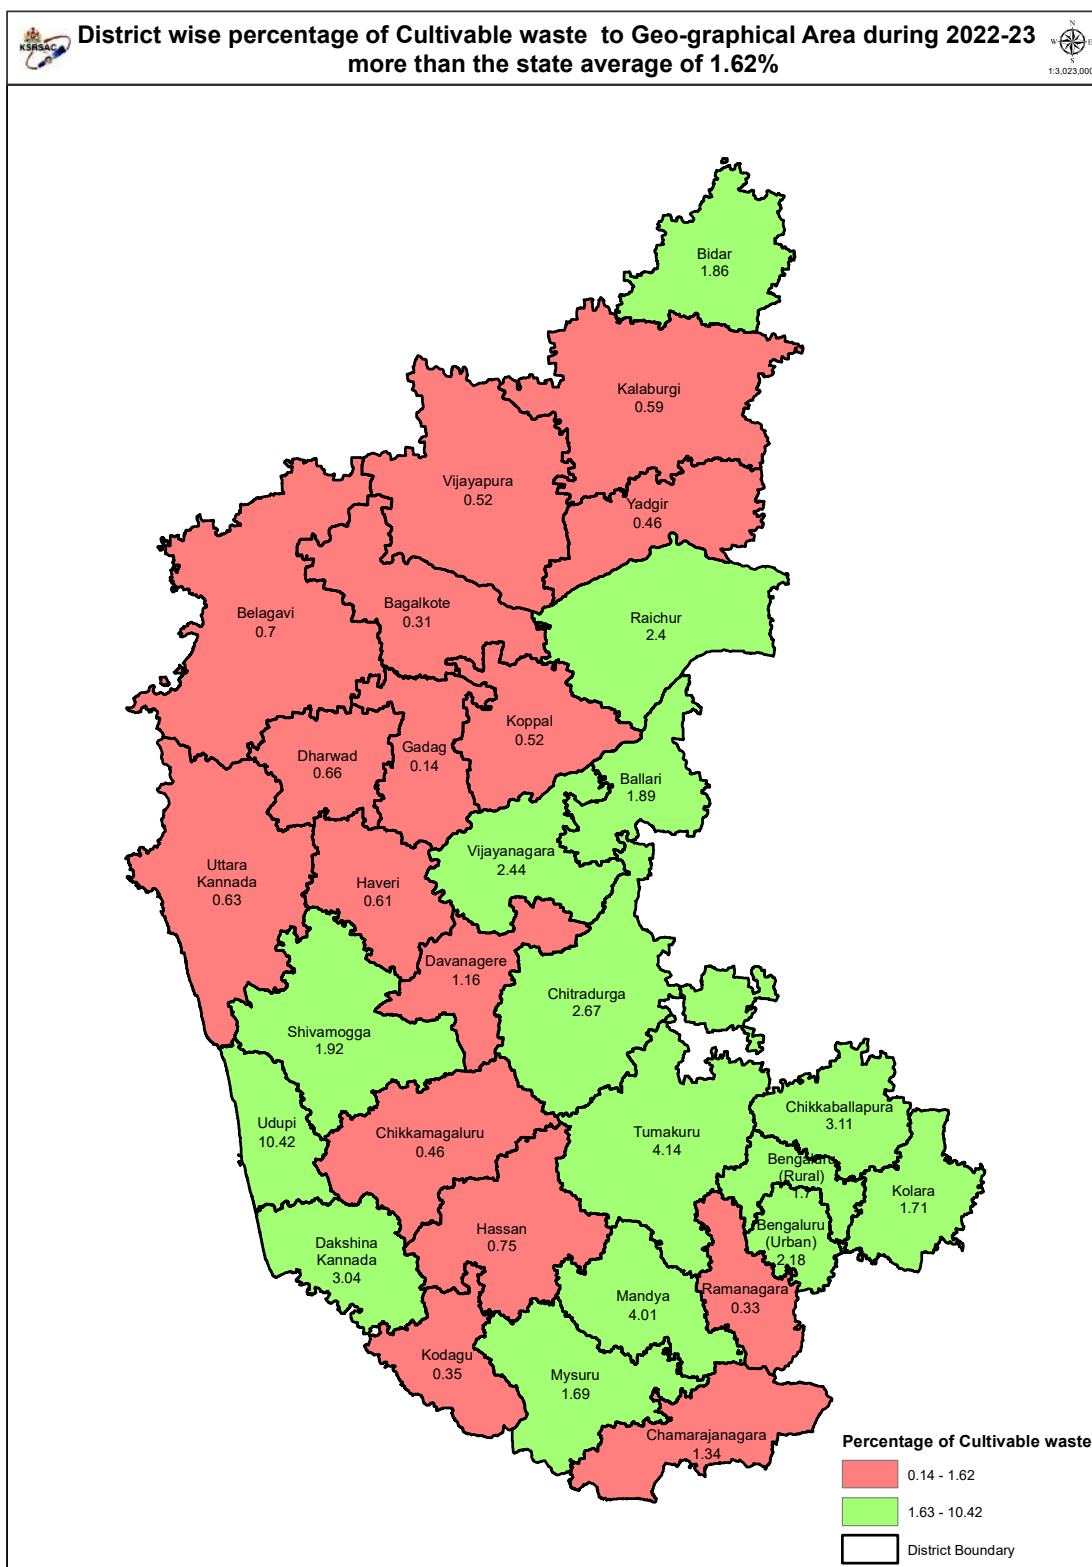 KSRSAC
District wise percentage of Cultivable waste to Geo-graphical Area during 2022-23
more than the state average of 1.62%
N
W
E
S
1:3,023,000
Bidar
1.86
Kalaburgi
0.59
Vijayapura
0.52
Yadgir
0.46
Bagalkote
0.31
Belagavi
0.7
Raichur
2.4
Koppal
0.52
Gadag
0.14
Dharwad
0.66
Ballari
1.89
Vijayanagara
2.44
Uttara
Kannada
0.63
Haveri
0.61
Davanagere
1.16
Chitradurga
2.67
Shivamogga
1.92
Udupi
10.42
Chikkamagaluru
0.46
Tumakuru
4.14
Chikkaballapura
3.11
Bengaluru
(Rural)
1.7
Kolara
1.71
Bengaluru
(Urban)
2.18
Hassan
0.75
Dakshina
Kannada
3.04
Mandya
4.01
Ramanagara
0.33
Kodagu
0.35
Mysuru
1.69
Chamarajanagara
1.34
Percentage of Cultivable waste
0.14 - 1.62
1.63 - 10.42
District Boundary